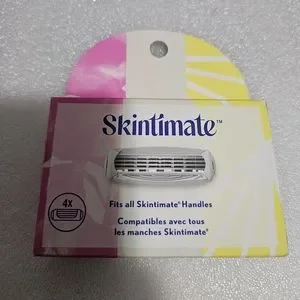 Skintimate™
4x
Fits all Skintimate® Handles
Compatibles avec tous
les manches Skintimate®